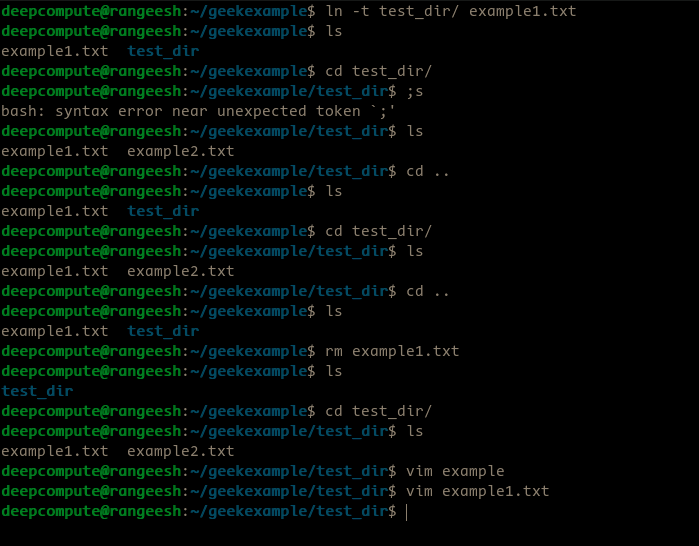 deepcompute@rangeesh:~/geekexample$ ln -t test_dir/ example1.txt
deepcompute@rangeesh:~/geekexample$ ls
example1.txt  test_dir
deepcompute@rangeesh:~/geekexample$ cd test_dir/
deepcompute@rangeesh:~/geekexample/test_dir$ ;s
bash: syntax error near unexpected token `;'
deepcompute@rangeesh:~/geekexample/test_dir$ ls
example1.txt  example2.txt
deepcompute@rangeesh:~/geekexample/test_dir$ cd ..
deepcompute@rangeesh:~/geekexample$ ls
example1.txt  test_dir
deepcompute@rangeesh:~/geekexample$ cd test_dir/
deepcompute@rangeesh:~/geekexample/test_dir$ ls
example1.txt  example2.txt
deepcompute@rangeesh:~/geekexample/test_dir$ cd ..
deepcompute@rangeesh:~/geekexample$ ls
example1.txt  test_dir
deepcompute@rangeesh:~/geekexample$ rm example1.txt
deepcompute@rangeesh:~/geekexample$ ls
test_dir
deepcompute@rangeesh:~/geekexample$ cd test_dir/
deepcompute@rangeesh:~/geekexample/test_dir$ ls
example1.txt  example2.txt
deepcompute@rangeesh:~/geekexample/test_dir$ vim example
deepcompute@rangeesh:~/geekexample/test_dir$ vim example1.txt
deepcompute@rangeesh:~/geekexample/test_dir$